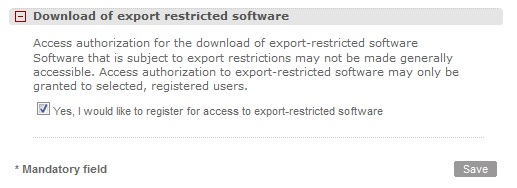 Download of export restricted software
Access authorization for the download of export-restricted software
Software that is subject to export restrictions may not be made generally
accessible. Access authorization to export-restricted software may only be
granted to selected, registered users.
Yes, I would like to register for access to export-restricted software
* Mandatory field
Save